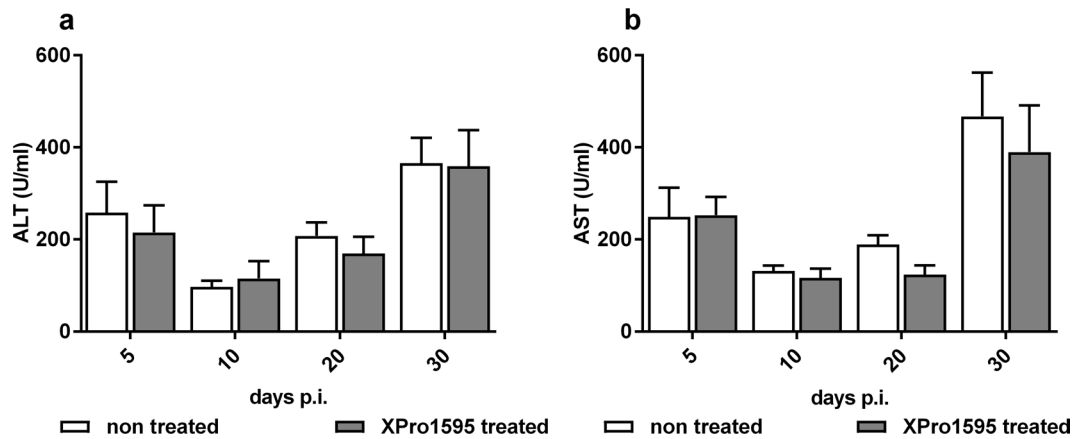 a
600
400
200
0
ALT (U/ml)
5
10
20
30
days p.i.
non treated
XPro1595 treated
b
600
400
200
0
AST (U/ml)
5
10
20
30
days p.i.
non treated
XPro1595 treated